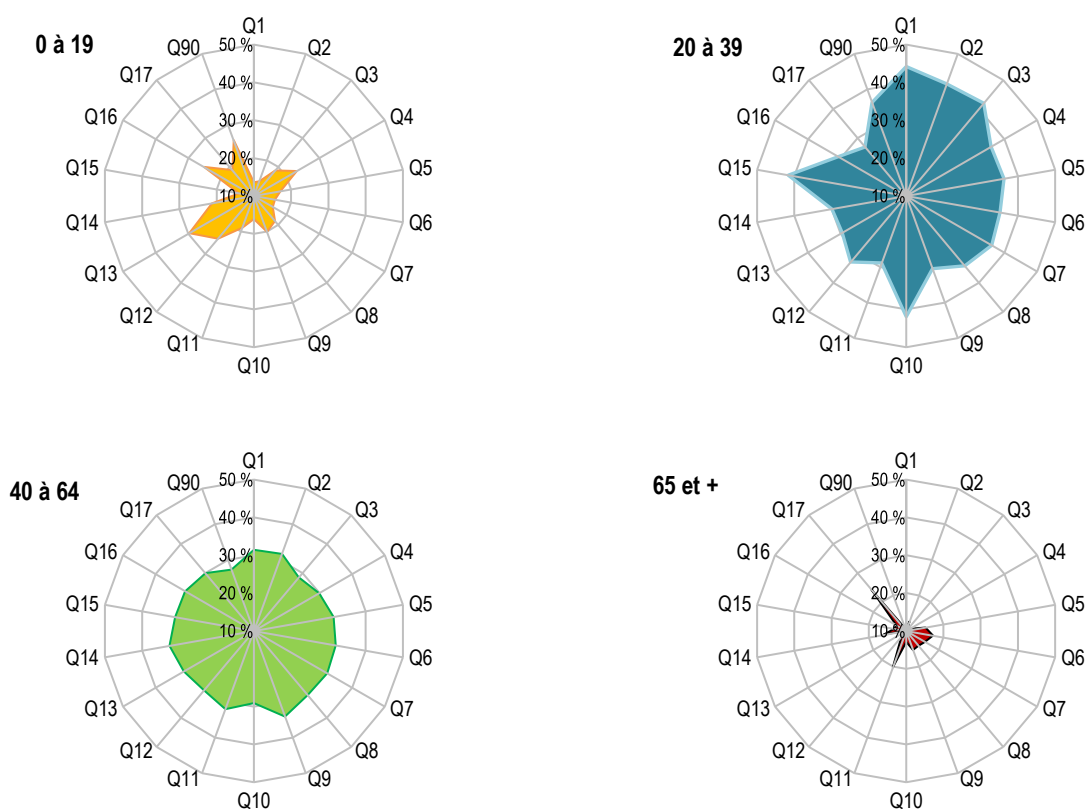 0 à 19
Q1
Q2
Q3
Q4
Q5
Q6
Q7
Q8
Q9
Q10
Q11
Q12
Q13
Q14
Q15
Q16
Q17
Q90
50 %
40 %
30 %
20 %
10 %
20 à 39
Q1
Q2
Q3
Q4
Q5
Q6
Q7
Q8
Q9
Q10
Q11
Q12
Q13
Q14
Q15
Q16
Q17
Q90
50 %
40 %
30 %
20 %
10 %
40 à 64
Q1
Q2
Q3
Q4
Q5
Q6
Q7
Q8
Q9
Q10
Q11
Q12
Q13
Q14
Q15
Q16
Q17
Q90
50 %
40 %
30 %
20 %
10 %
65 et +
Q1
Q2
Q3
Q4
Q5
Q6
Q7
Q8
Q9
Q10
Q11
Q12
Q13
Q14
Q15
Q16
Q17
Q90
50 %
40 %
30 %
20 %
10 %